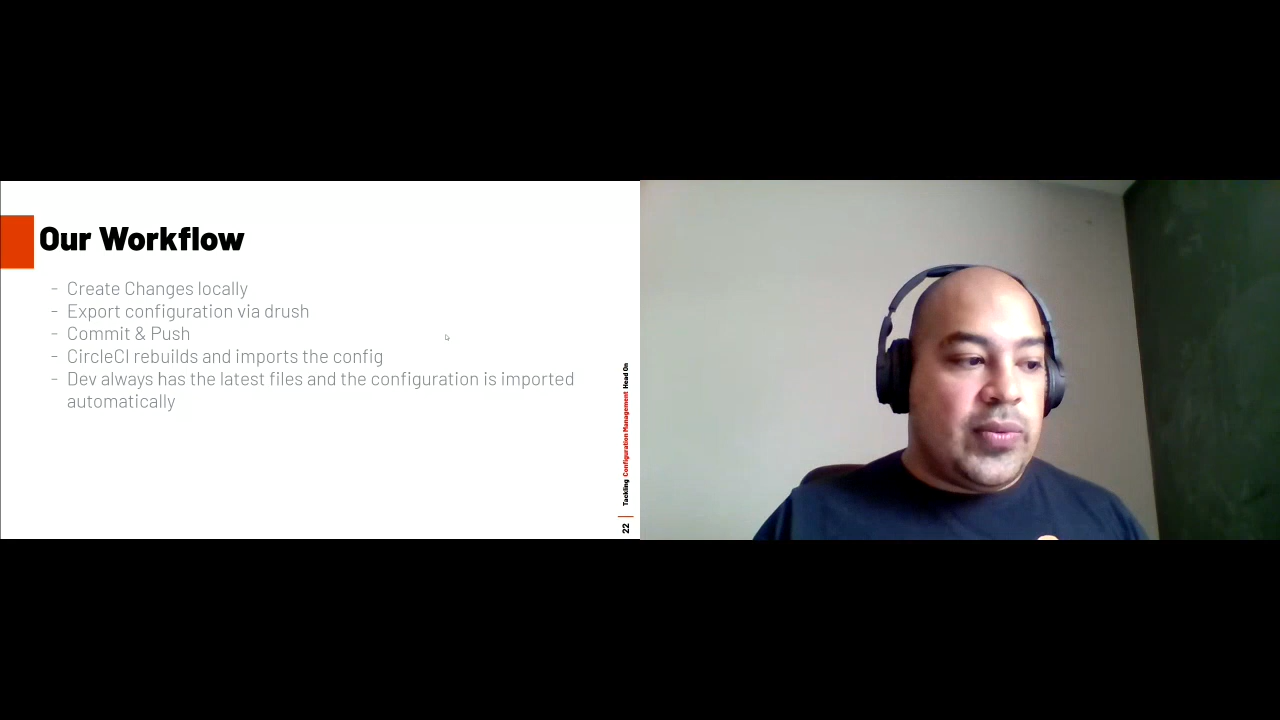 Our Workflow
- Create Changes locally
- Export configuration via drush
- Commit & Push
- CircleCI rebuilds and imports the config
- Dev always has the latest files and the configuration is imported
automatically
22 | Tackling Configuration Management Head On